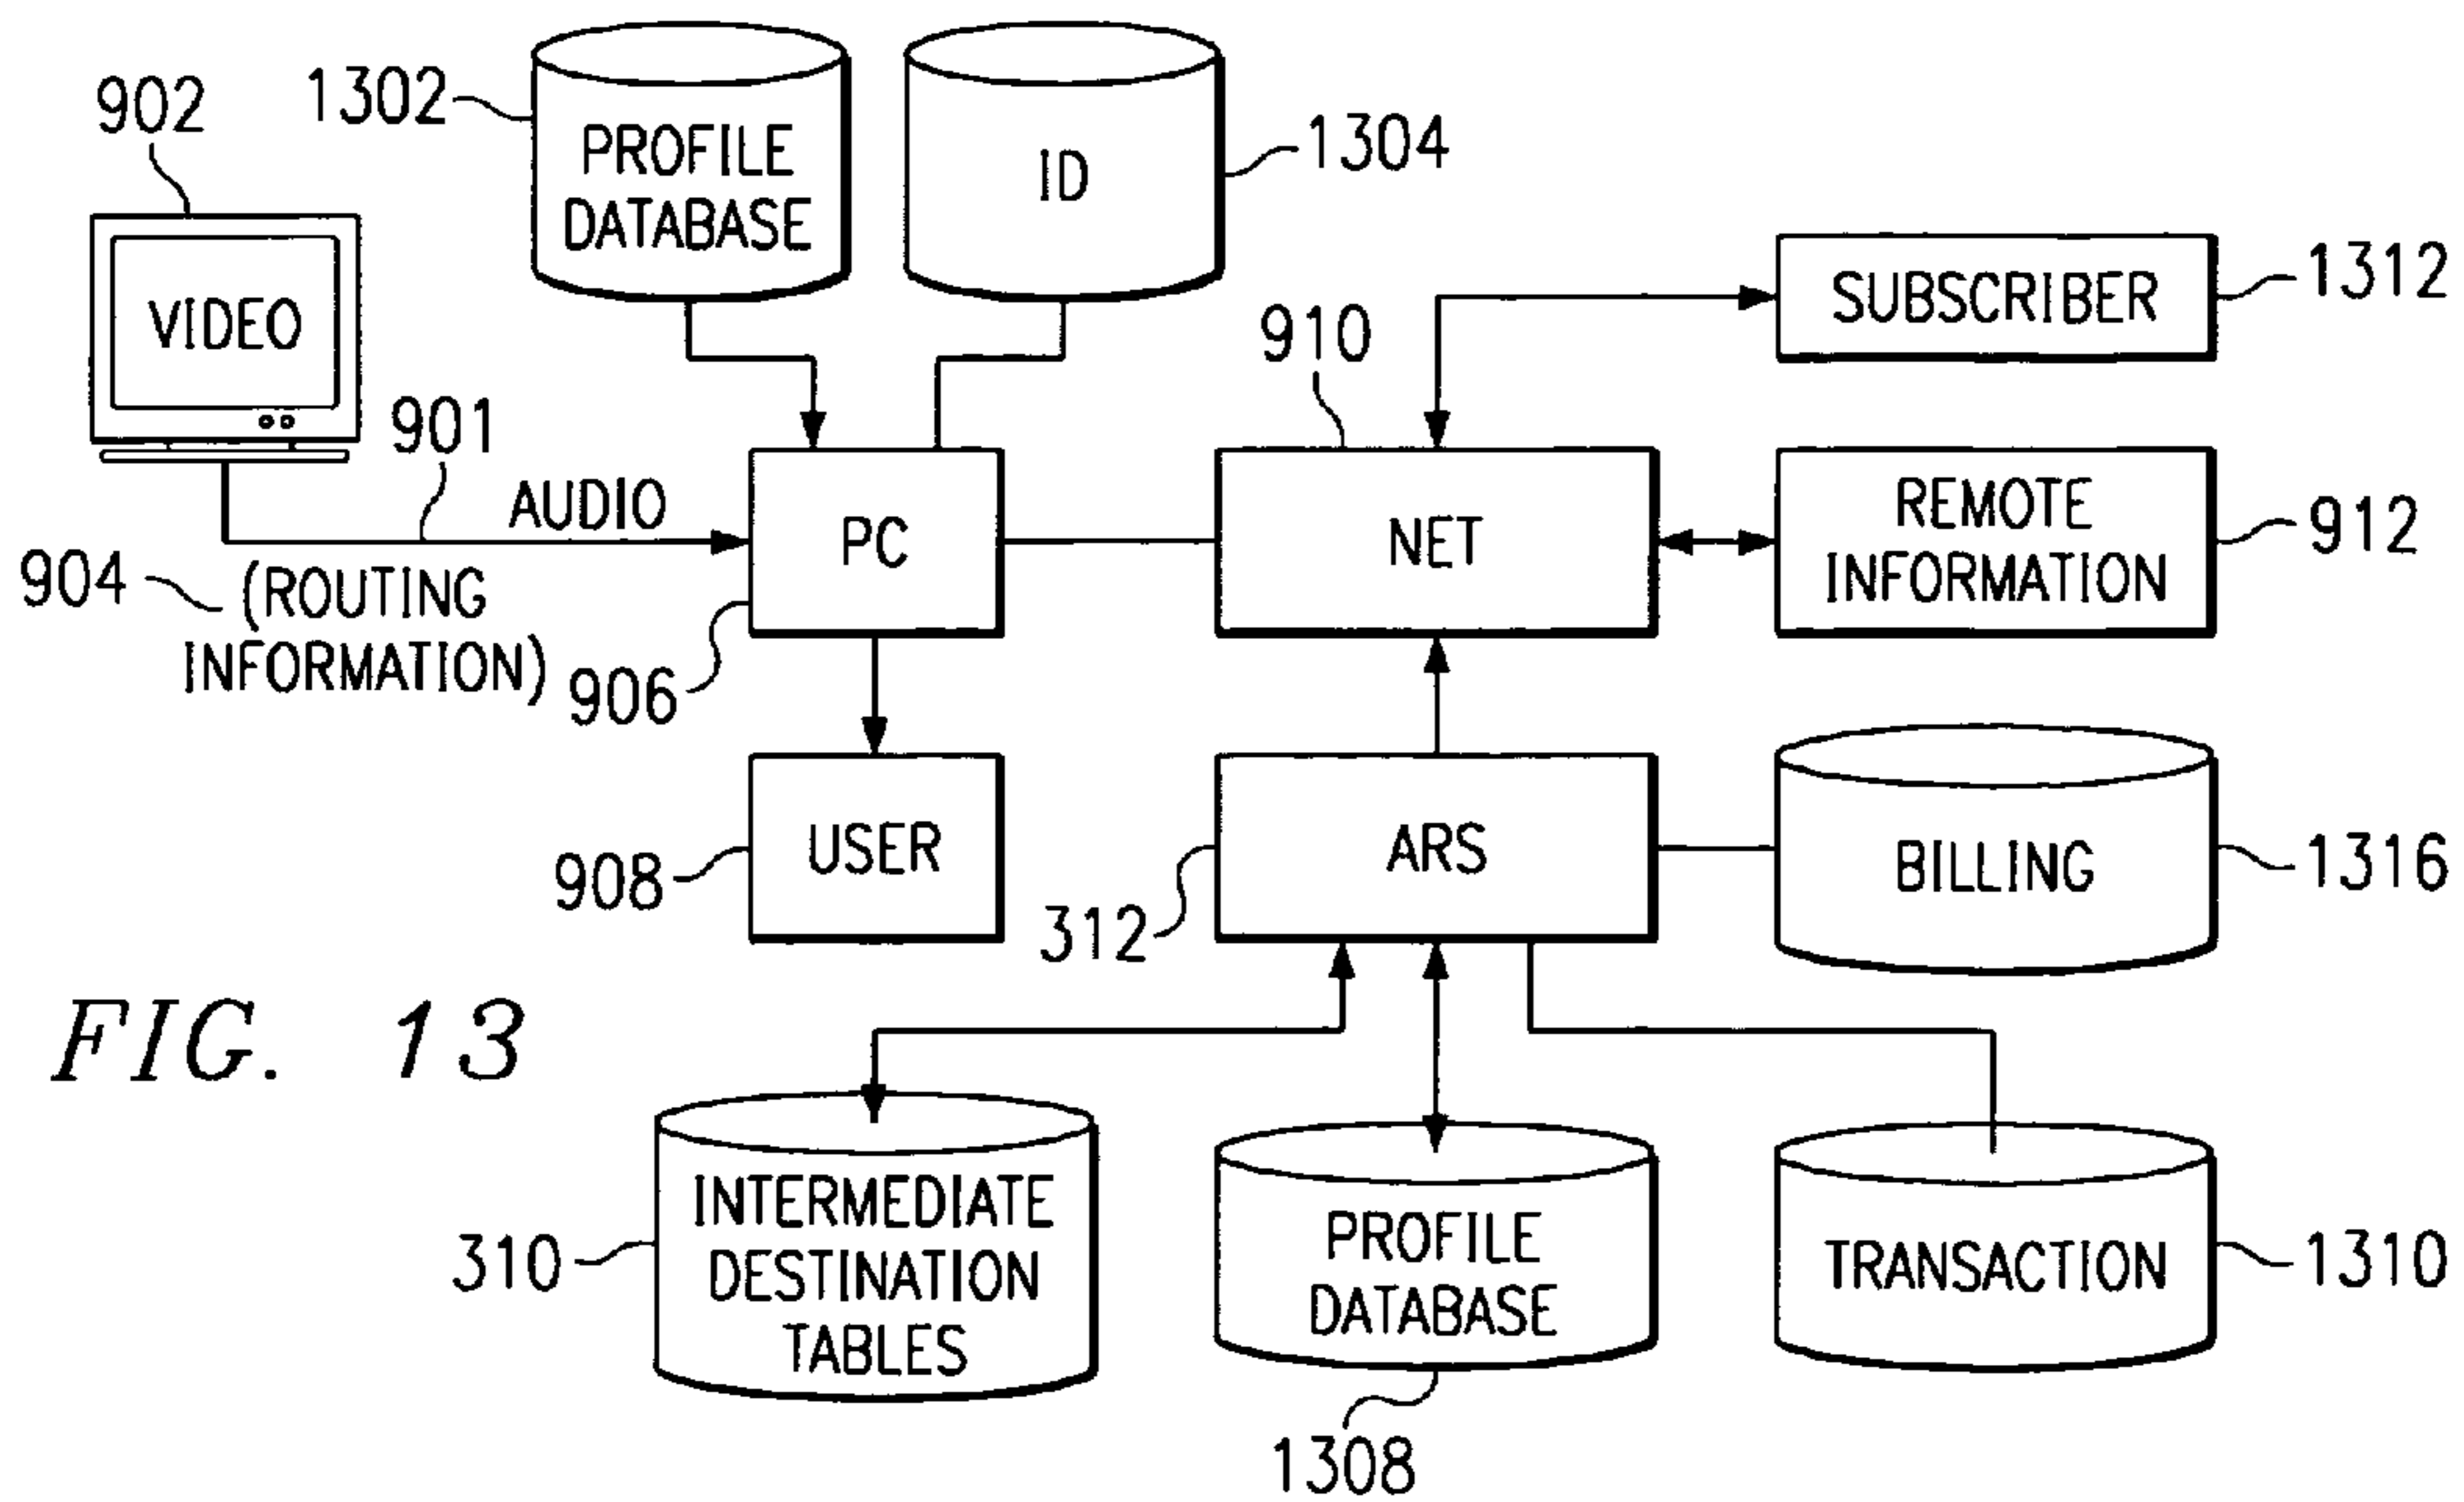 902
1302
PROFILE
DATABASE
ID
1304
VIDEO
910
SUBSCRIBER
1312
901
AUDIO
904
(ROUTING
INFORMATION)
906
PC
NET
REMOTE
INFORMATION
912
USER
908
ARS
312
BILLING
1316
FIG. 13
310
INTERMEDIATE
DESTINATION
TABLES
PROFILE
DATABASE
1308
TRANSACTION
1310